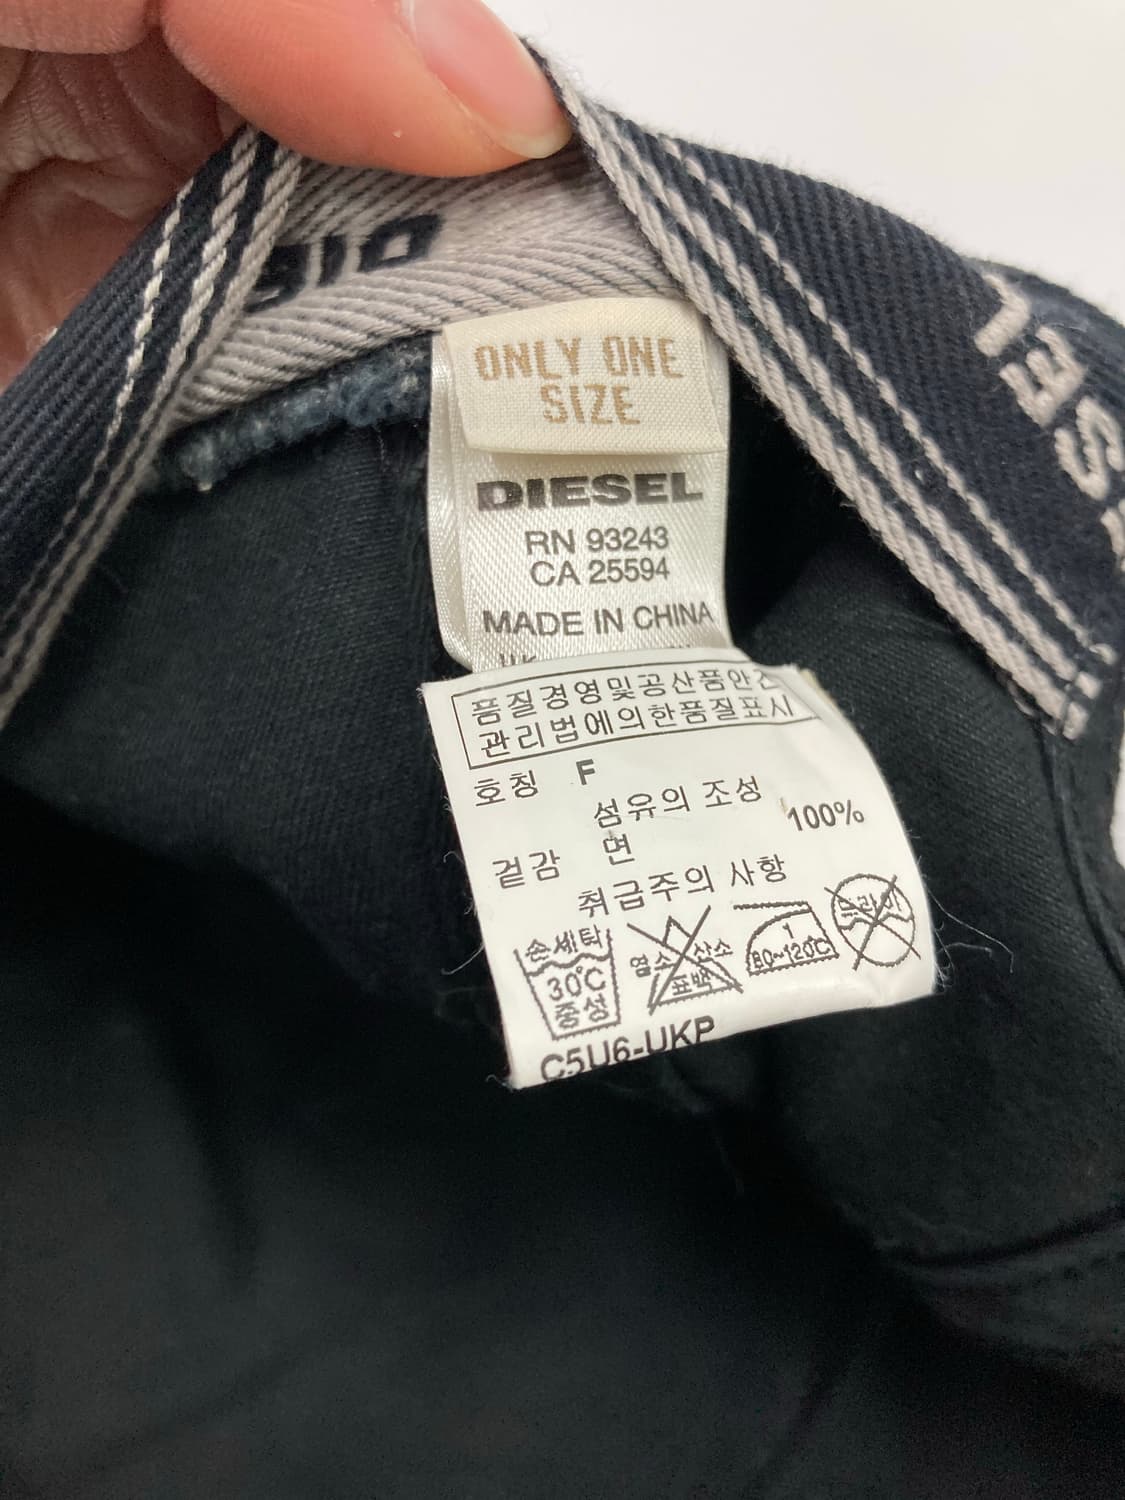 DIE
ESEL
ONLY ONE
SIZE
DIESEL
RN 93243
CA 25594
MADE IN CHINA
품질경영및공산품안전
관리법에의한품질표시
호칭 F
섬유의 조성
겉감 면 100%
취급주의 사항
손세탁
30℃
중성
염소 산소
표백
1
80~120℃
드라이
C5U6-UKP